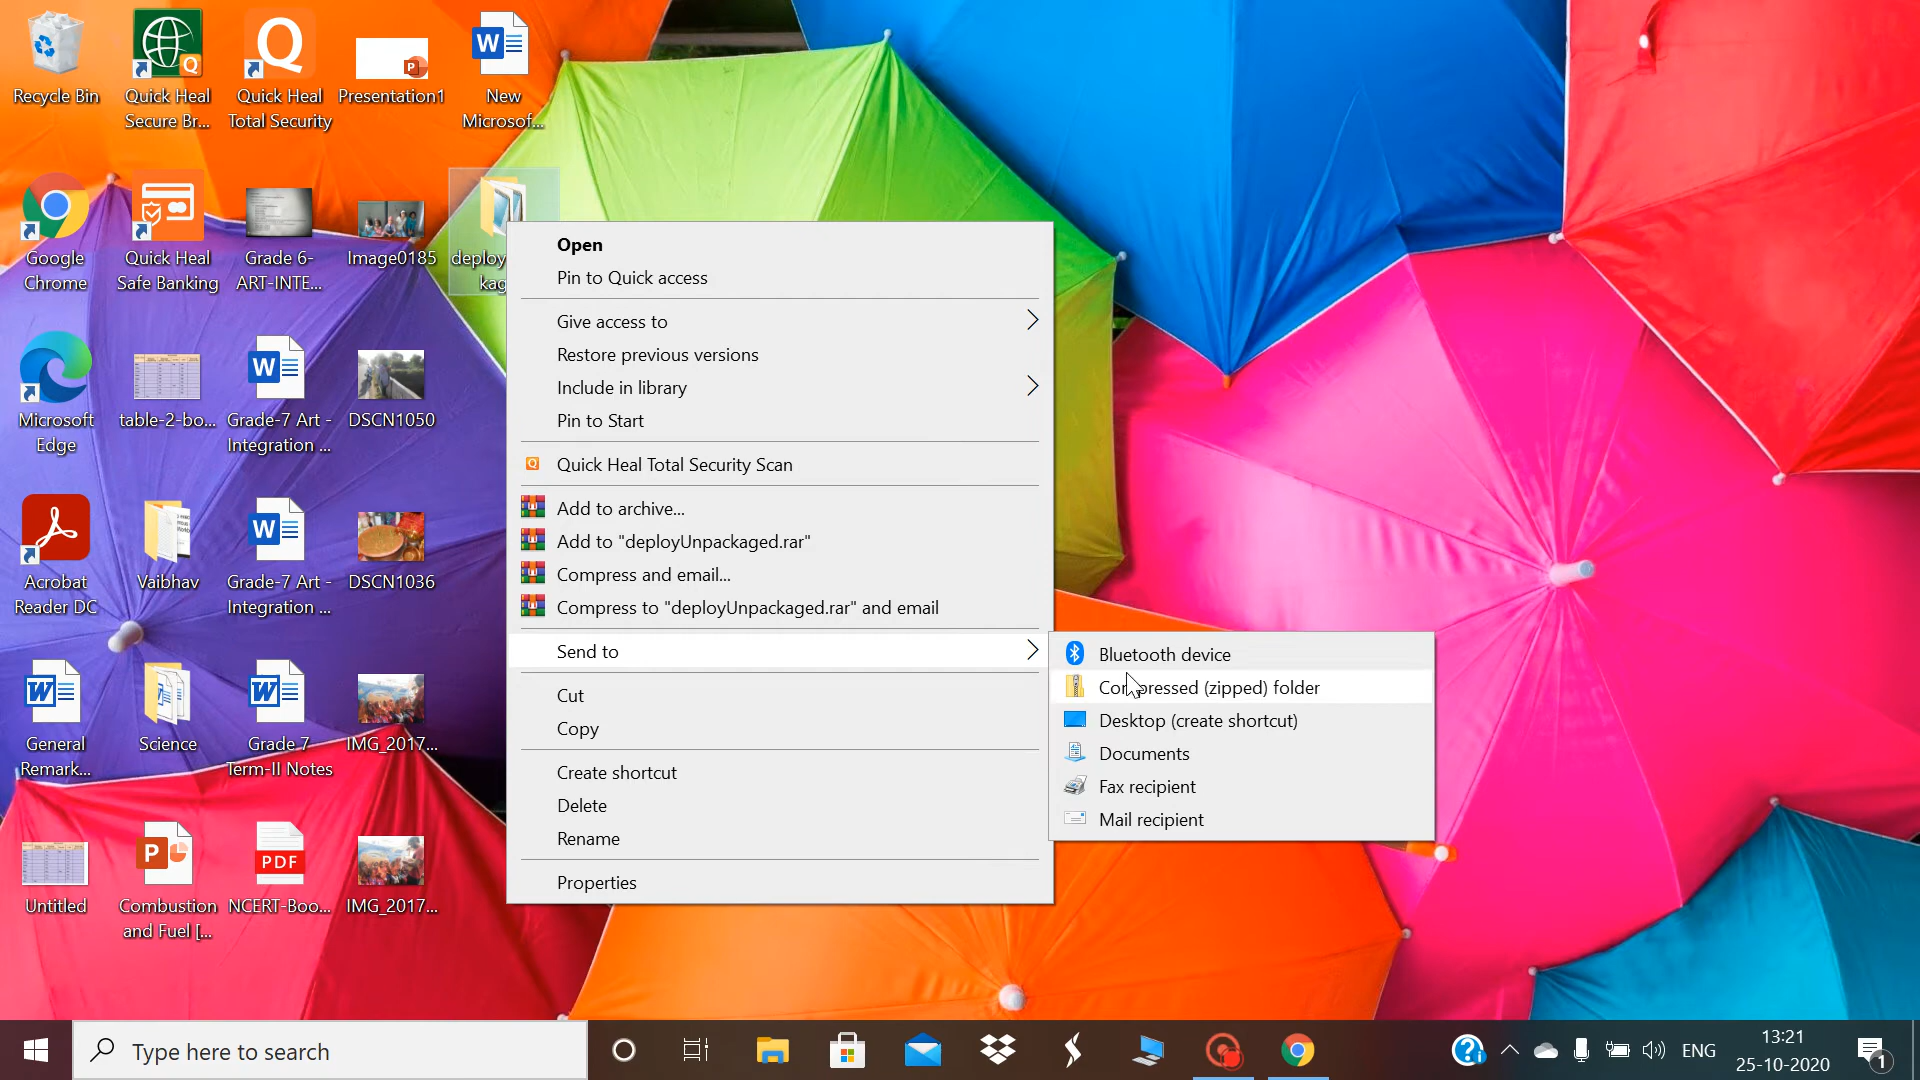 Recycle Bin
Quick Heal
Secure Br...
Quick Heal
Total Security
Presentation1
New
Microsof...
Google
Chrome
Quick Heal
Safe Banking
Grade 6-
ART-INTE...
Image0185
deploy
kag
Microsoft
Edge
table-2-bo...
Grade-7 Art -
Integration ...
DSCN1050
Acrobat
Reader DC
Vaibhav
Grade-7 Art -
Integration ...
DSCN1036
General
Remark...
Science
Grade 7
Term-II Notes
IMG_2017...
Untitled
Combustion
and Fuel [...
PDF
NCERT-Boo...
IMG_2017...
Open
Pin to Quick access
Give access to
Restore previous versions
Include in library
Pin to Start
Quick Heal Total Security Scan
Add to archive...
Add to "deployUnpackaged.rar"
Compress and email...
Compress to "deployUnpackaged.rar" and email
Send to
Cut
Copy
Create shortcut
Delete
Rename
Properties
Bluetooth device
Compressed (zipped) folder
Desktop (create shortcut)
Documents
Fax recipient
Mail recipient
Type here to search
ENG
13:21
25-10-2020
1